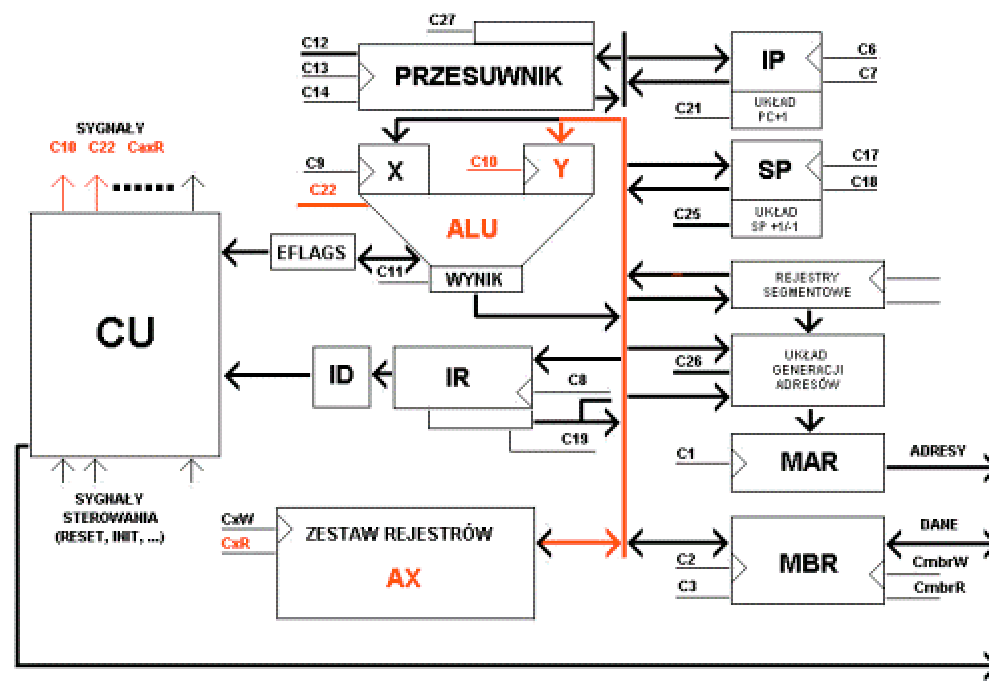 C27
C12
C13
C14
PRZESUWNIK
IP
C6
C7
C21
UKŁAD
PC+1
SYGNAŁY
C10 C22 CaxR
C9
X
C10
Y
C22
ALU
SP
C17
C18
C25
UKŁAD
SP +1/-1
EFLAGS
C11
WYNIK
REJESTRY
SEGMENTOWE
CU
ID
IR
C8
C19
C26
UKŁAD
GENERACJI
ADRESÓW
C1
MAR
ADRESY
SYGNAŁY
STEROWANIA
(RESET, INIT, ...)
CxW
CxR
ZESTAW REJESTRÓW
AX
C2
C3
MBR
DANE
CmbrW
CmbrR